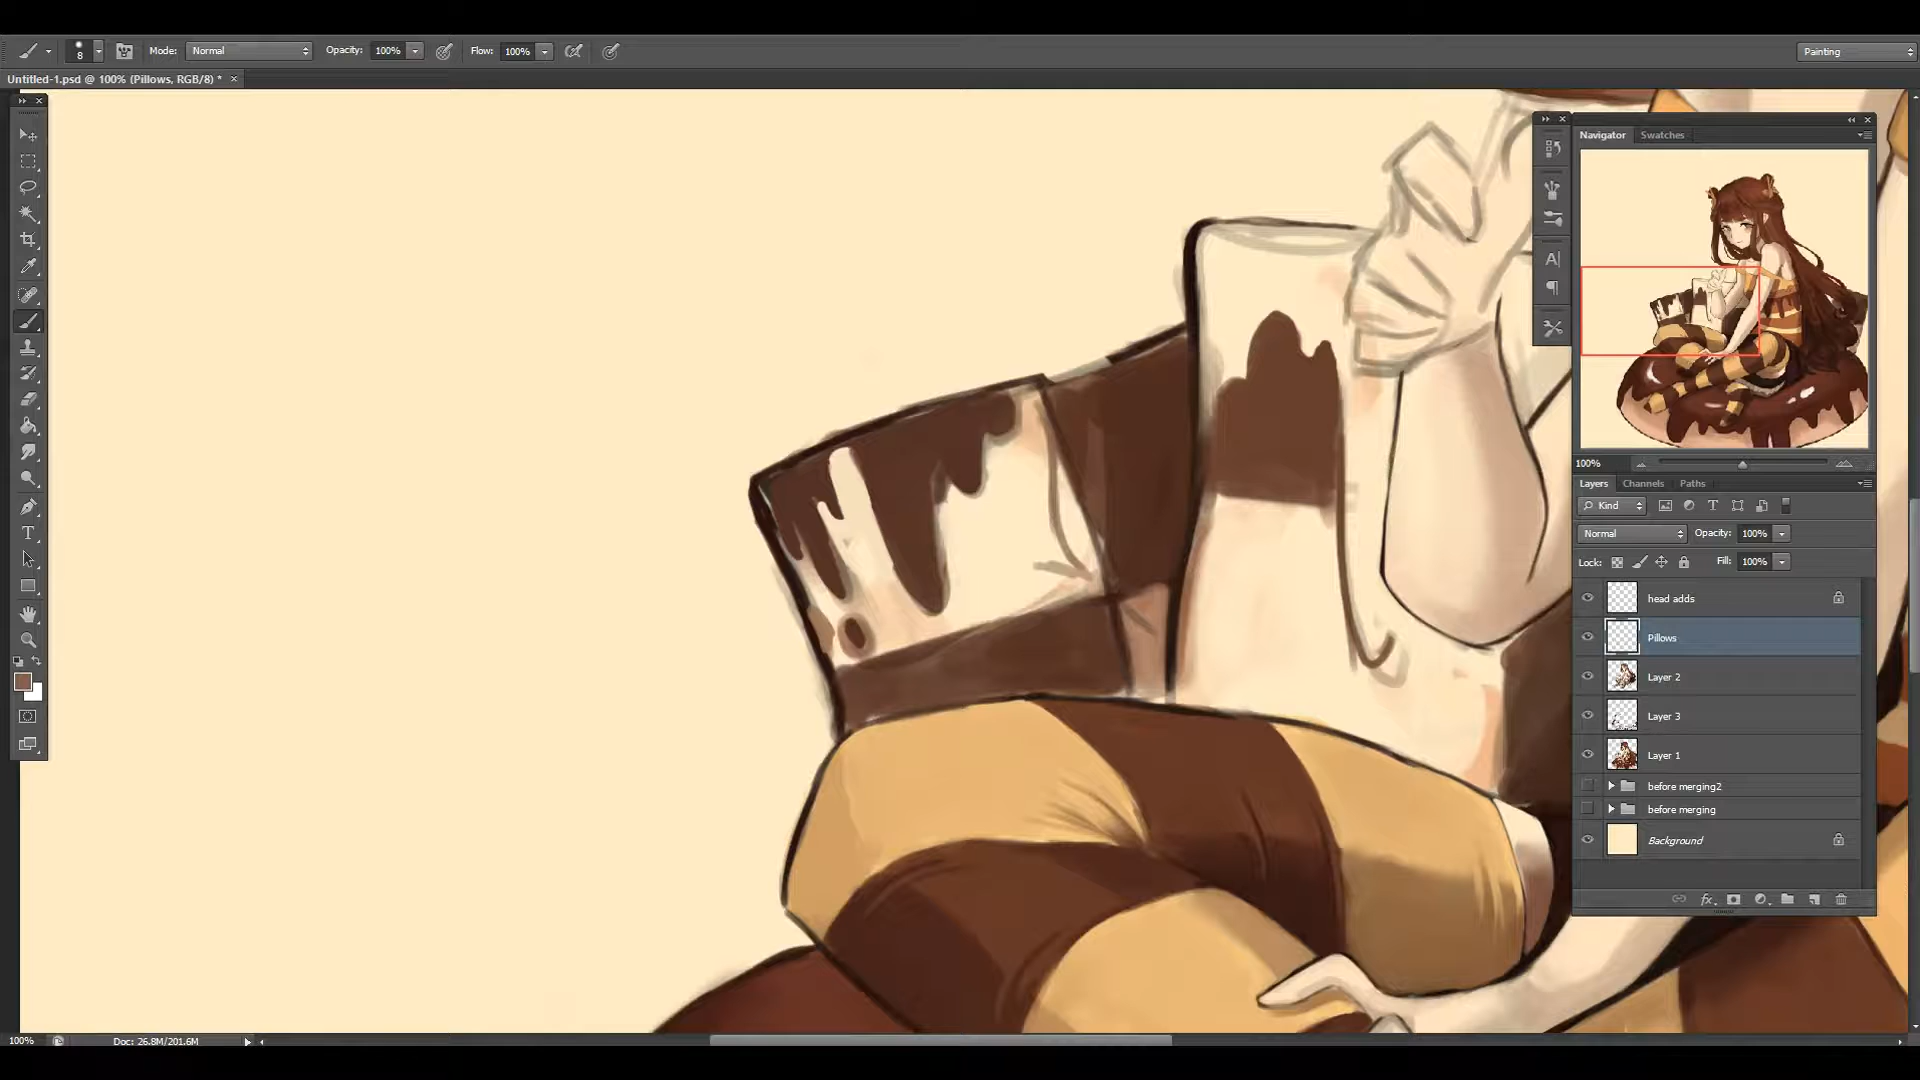 8 Mode: Normal Opacity: 100% Flow: 100% Painting
Untitled-1.psd @ 100% (Pillows, RGB/8) *
Navigator Swatches
100%
Layers Channels Paths
Kind T
Normal Opacity: 100%
Lock: Fill: 100%
head adds
Pillows
Layer 2
Layer 3
Layer 1
before merging2
before merging
Background
fx
100% Doc: 26.8M/201.6M